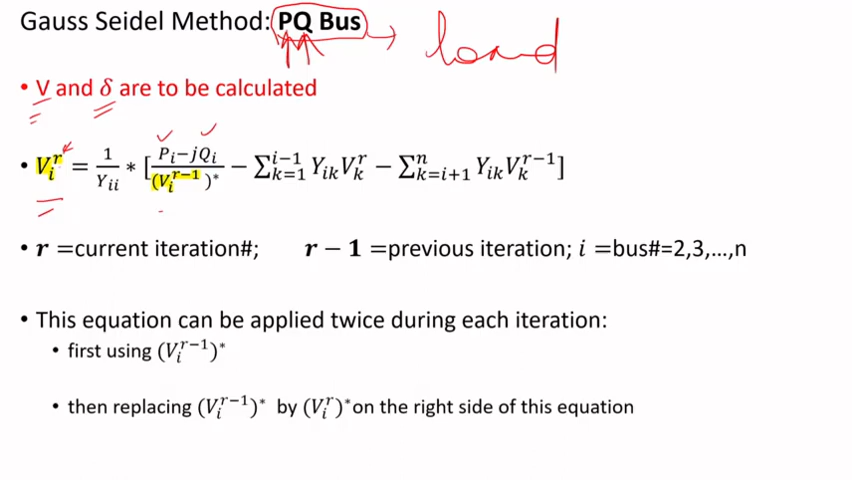 Gauss Seidel Method: PQ Bus → load
• V and δ are to be calculated
• V_i^r = 1/Y_ii * [(P_i−jQ_i)/(V_i^{r−1})^* − ∑_{k=1}^{i−1} Y_ik V_k^r − ∑_{k=i+1}^{n} Y_ik V_k^{r−1}]
• r =current iteration#; r − 1 =previous iteration; i =bus#=2,3,...,n
• This equation can be applied twice during each iteration:
• first using (V_i^{r−1})^*
• then replacing (V_i^{r−1})^* by (V_i^r)^* on the right side of this equation